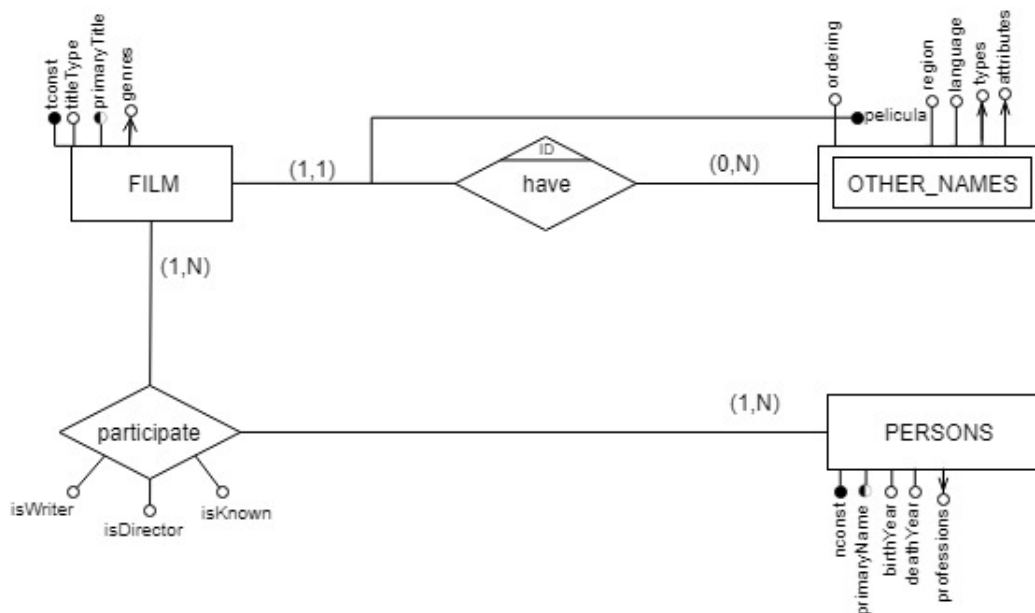 tconst
titleType
primaryTitle
genres
ordering
region
language
types
attributes
pelicula
ID
FILM
(1,1)
have
(0,N)
OTHER_NAMES
(1,N)
(1,N)
participate
PERSONS
isWriter
isDirector
isKnown
nconst
primaryName
birthYear
deathYear
professions